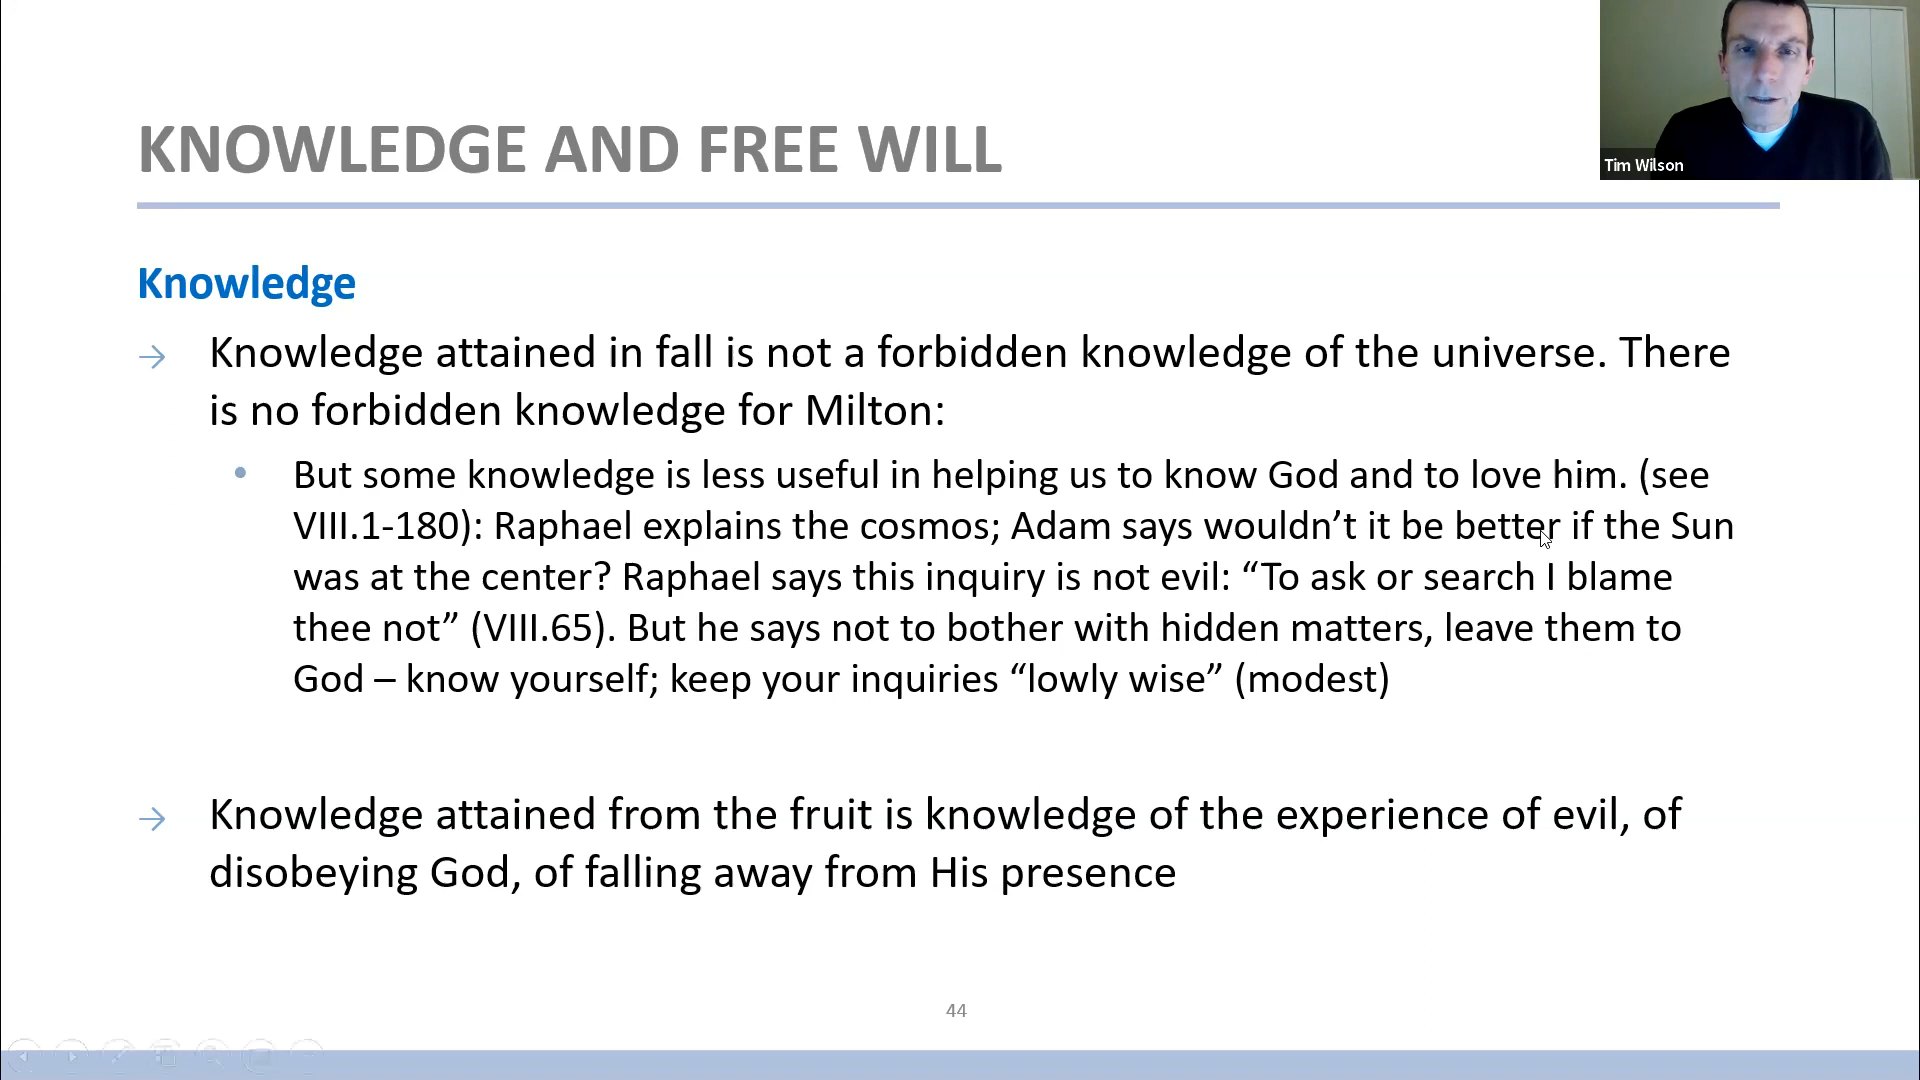 KNOWLEDGE AND FREE WILL
Tim Wilson
Knowledge
→ Knowledge attained in fall is not a forbidden knowledge of the universe. There
is no forbidden knowledge for Milton:
• But some knowledge is less useful in helping us to know God and to love him. (see
VIII.1-180): Raphael explains the cosmos; Adam says wouldn’t it be better if the Sun
was at the center? Raphael says this inquiry is not evil: “To ask or search I blame
thee not” (VIII.65). But he says not to bother with hidden matters, leave them to
God – know yourself; keep your inquiries “lowly wise” (modest)
→ Knowledge attained from the fruit is knowledge of the experience of evil, of
disobeying God, of falling away from His presence
44